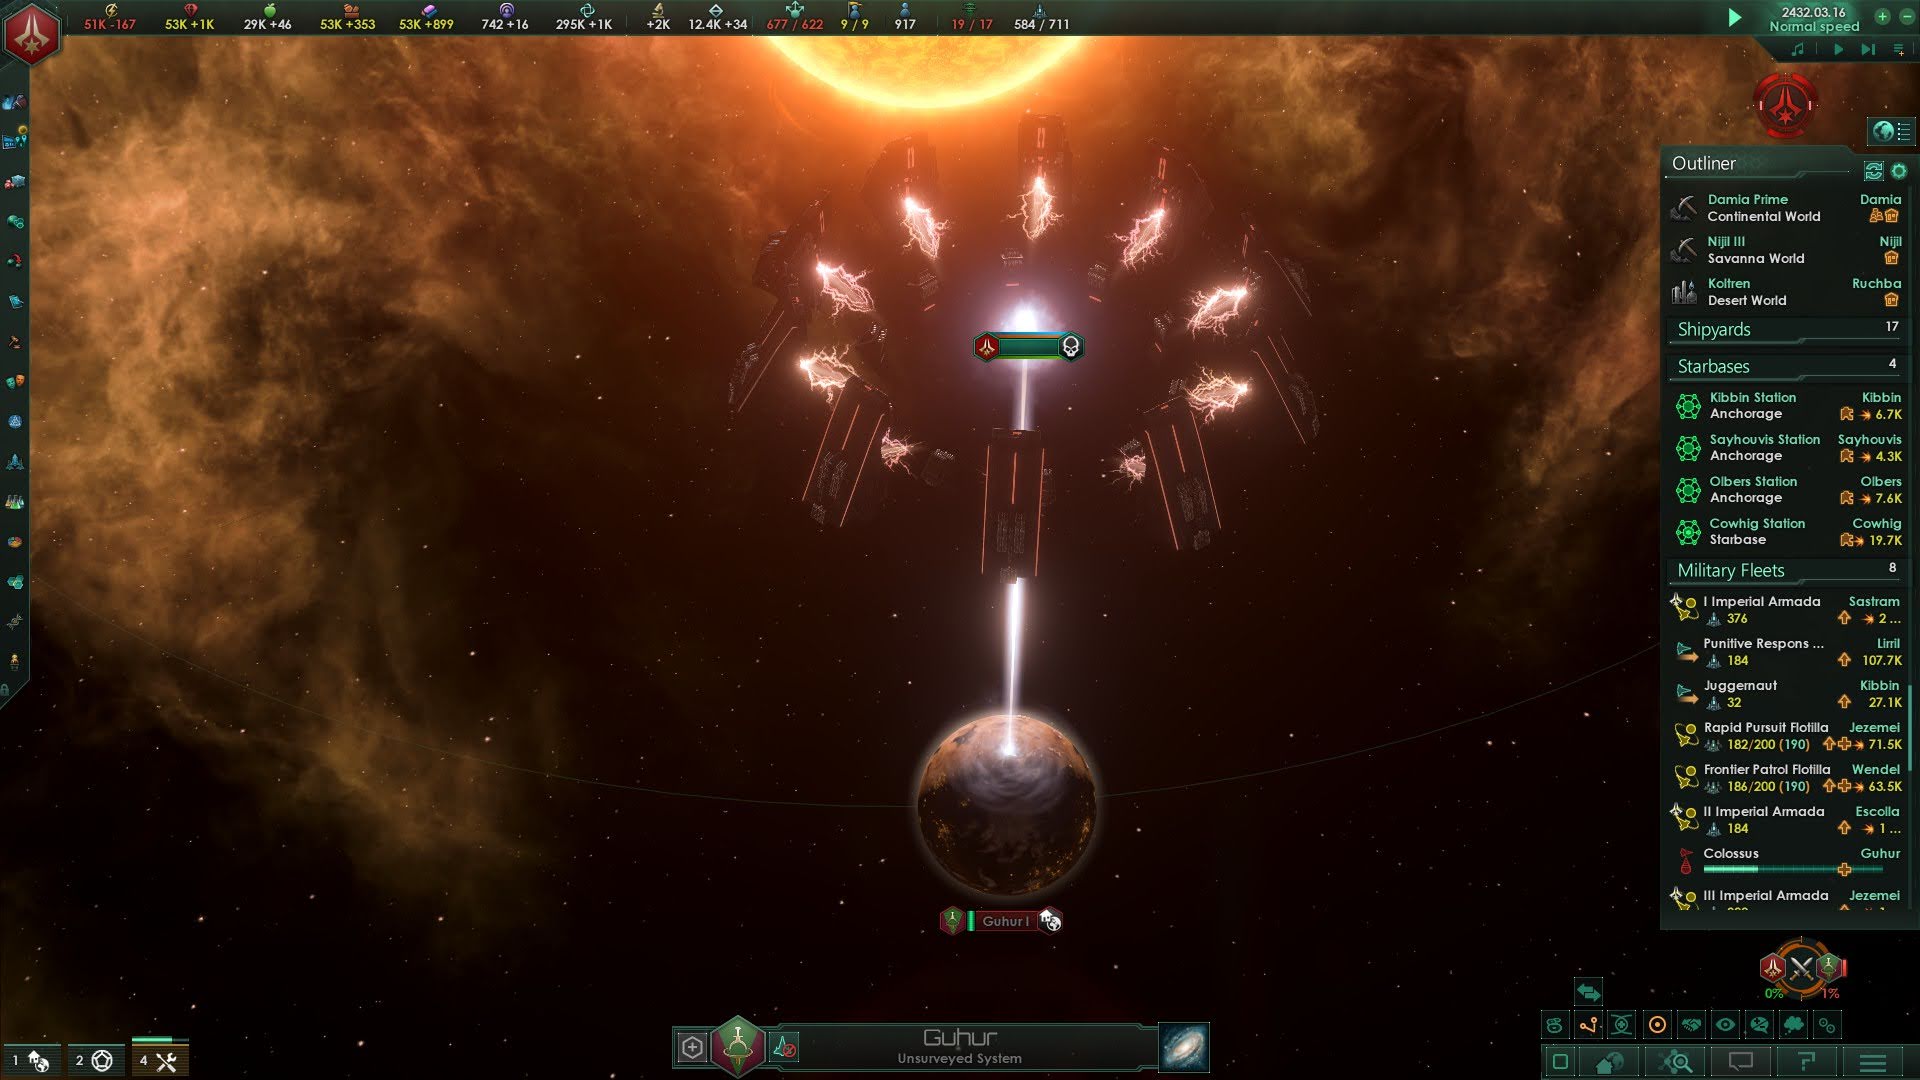 51K -167 53K +1K 29K +46 53K +353 53K +899 742 +16 295K +1K +2K 12.4K +34 677 / 622 9 / 9 917 19 / 17 584 / 711
2432.03.16
Normal speed
Outliner
Damia Prime Damia
Continental World
Nijil III Nijil
Savanna World
Koltren Ruchba
Desert World
Shipyards 17
Starbases 4
Kibbin Station Kibbin
Anchorage 6.7K
Sayhouvis Station Sayhouvis
Anchorage 4.3K
Olbers Station Olbers
Anchorage 7.6K
Cowhig Station Cowhig
Starbase 19.7K
Military Fleets 8
I Imperial Armada Sastram
376 2 ...
Punitive Respons ... Lirril
184 107.7K
Juggernaut Kibbin
32 27.1K
Rapid Pursuit Flotilla Jezemei
182/200 (190) 71.5K
Frontier Patrol Flotilla Wendel
186/200 (190) 63.5K
II Imperial Armada Escolla
184 1 ...
Colossus Guhur
III Imperial Armada Jezemei
Guhur I
0% 1%
Guhur
Unsurveyed System
1 2 4